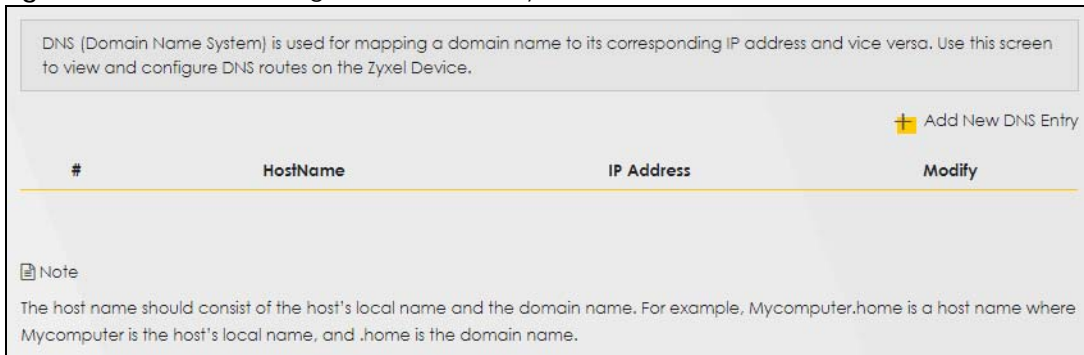 DNS (Domain Name System) is used for mapping a domain name to its corresponding IP address and vice versa. Use this screen
to view and configure DNS routes on the Zyxel Device.
Add New DNS Entry
# HostName IP Address Modify
Note
The host name should consist of the host's local name and the domain name. For example, Mycomputer.home is a host name where
Mycomputer is the host's local name, and .home is the domain name.